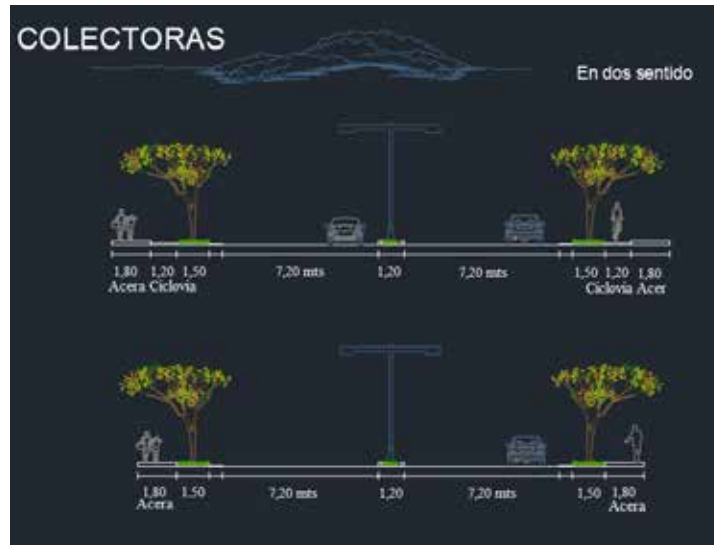 COLECTORAS
En dos sentido
1,80 1,20 1,50 7,20 mts 1,20 7,20 mts 1,50 1,20 1,80
Acera Ciclovia Ciclovia Acer
1,80 1.50 7,20 mts 1,20 7,20 mts 1,50 1,80
Acera Acera